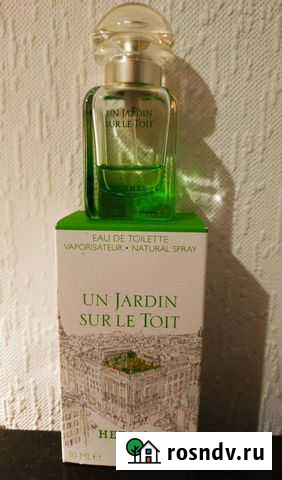 UN JARDIN
SUR LE TOIT
EAU DE TOILETTE
VAPORISATEUR • NATURAL SPRAY
UN JARDIN
SUR LE TOIT
rosndv.ru